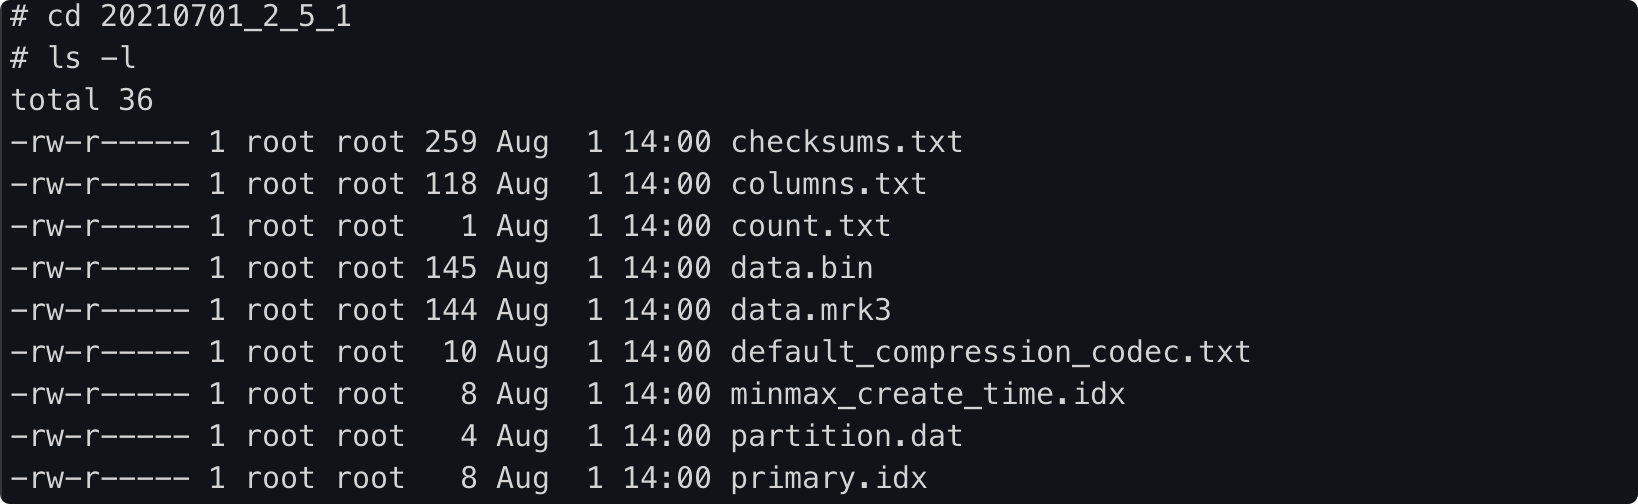 # cd 20210701_2_5_1
# ls -l
total 36
-rw-r----- 1 root root 259 Aug  1 14:00 checksums.txt
-rw-r----- 1 root root 118 Aug  1 14:00 columns.txt
-rw-r----- 1 root root   1 Aug  1 14:00 count.txt
-rw-r----- 1 root root 145 Aug  1 14:00 data.bin
-rw-r----- 1 root root 144 Aug  1 14:00 data.mrk3
-rw-r----- 1 root root  10 Aug  1 14:00 default_compression_codec.txt
-rw-r----- 1 root root   8 Aug  1 14:00 minmax_create_time.idx
-rw-r----- 1 root root   4 Aug  1 14:00 partition.dat
-rw-r----- 1 root root   8 Aug  1 14:00 primary.idx